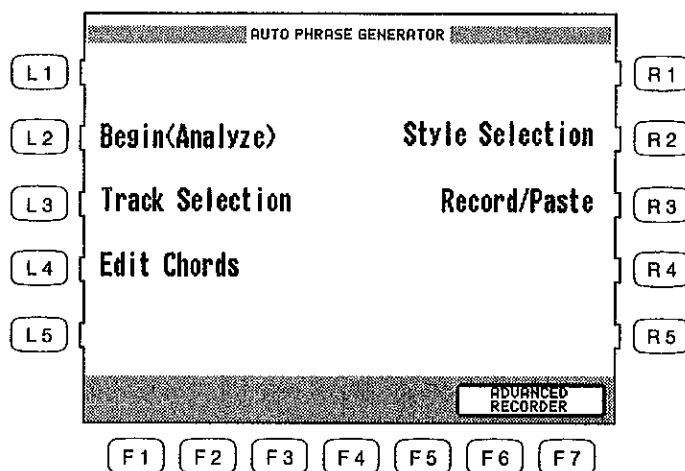 AUTO PHRASE GENERATOR
L1
R1
L2 Begin(Analyze) Style Selection R2
L3 Track Selection Record/Paste R3
L4 Edit Chords R4
L5 R5
ADVANCED
RECORDER
F1 F2 F3 F4 F5 F6 F7